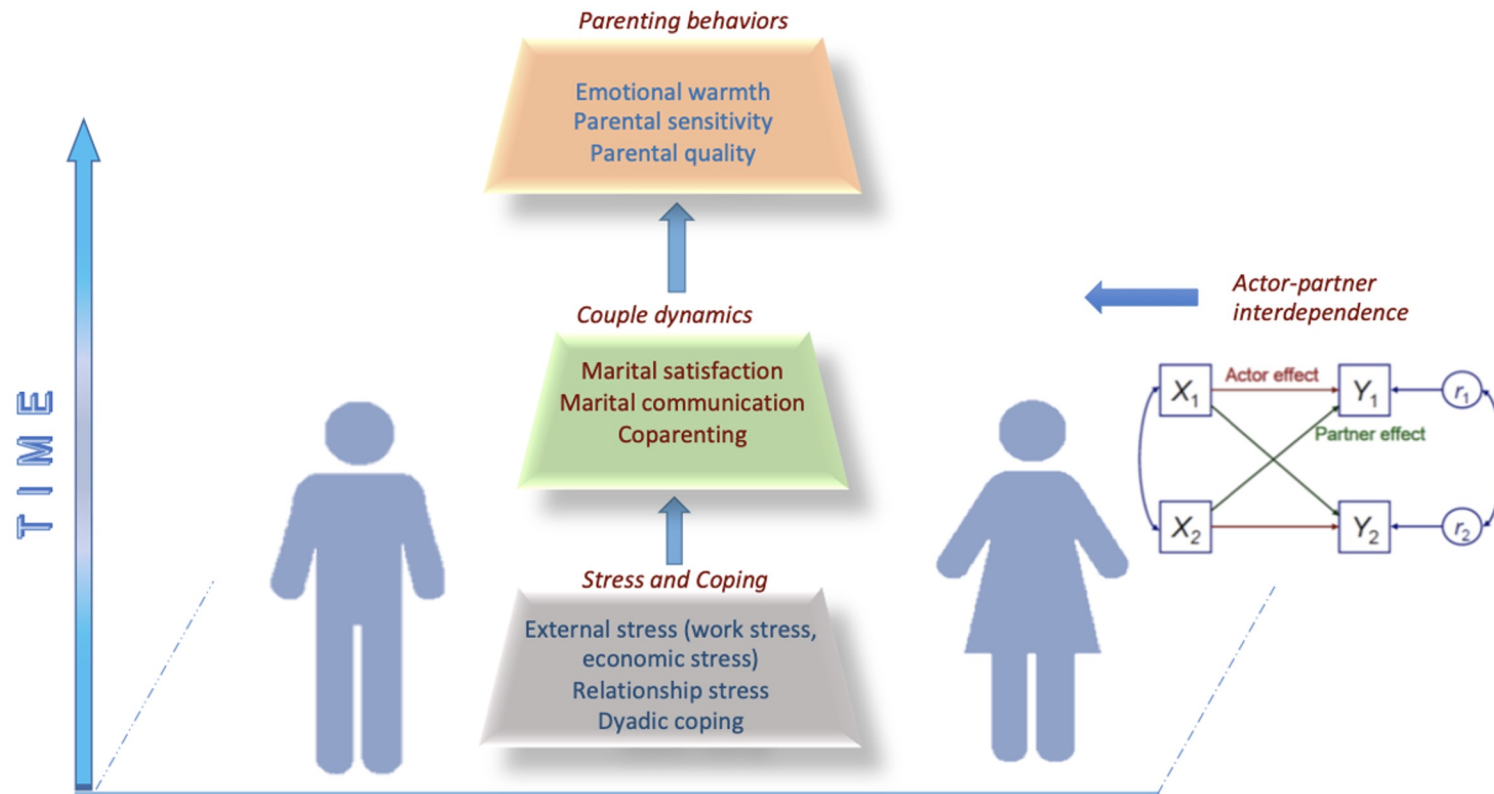 Parenting behaviors
Emotional warmth
Parental sensitivity
Parental quality
Couple dynamics
Marital satisfaction
Marital communication
Coparenting
Stress and Coping
External stress (work stress,
economic stress)
Relationship stress
Dyadic coping
TIME
Actor-partner
interdependence
X1
Actor effect
Y1
r1
Partner effect
X2
Y2
r2